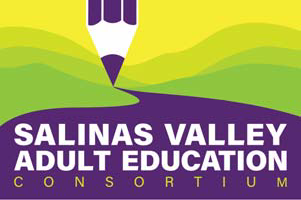 SALINAS VALLEY
ADULT EDUCATION
CONSORTIUM